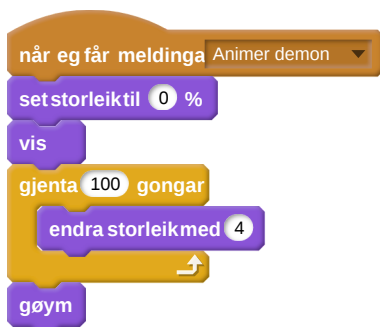 når eg får meldinga Animer demon
set storleik til 0 %
vis
gjenta 100 gongar
endra storleik med 4
gøym